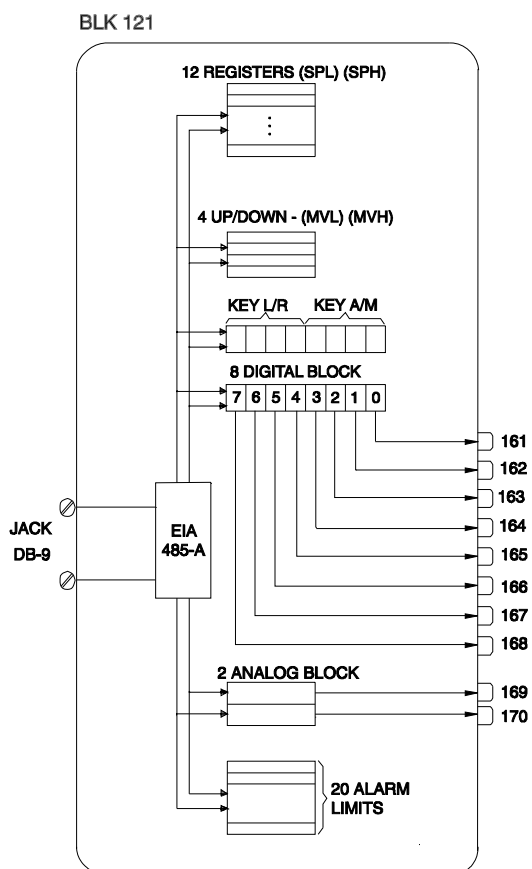 BLK 121
12 REGISTERS (SPL) (SPH)
4 UP/DOWN - (MVL) (MVH)
KEY L/R KEY A/M
8 DIGITAL BLOCK
7 6 5 4 3 2 1 0
161
162
163
164
165
166
167
168
JACK
DB-9
EIA
485-A
2 ANALOG BLOCK
169
170
20 ALARM
LIMITS